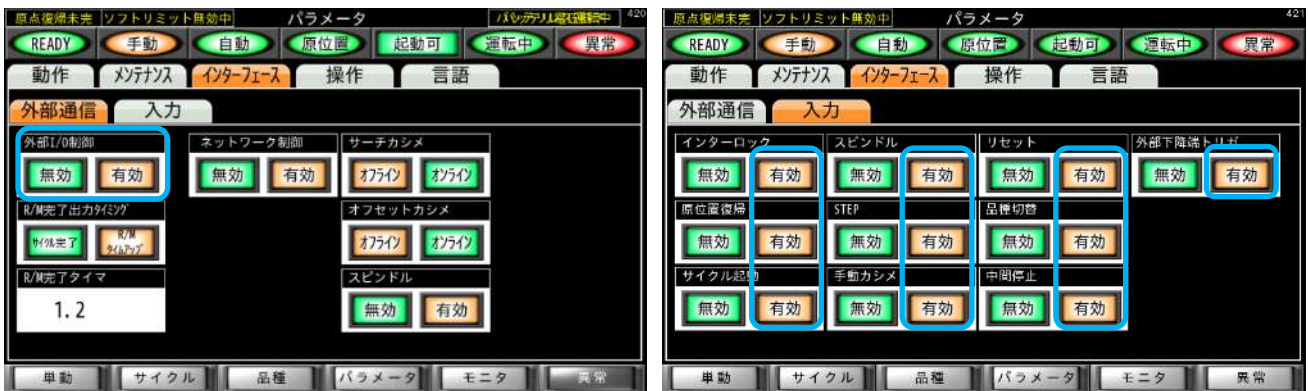 原点復帰未完 ソフトリミット無効中 パラメータ 420
READY 手動 自動 原位置 起動可 運転中 異常
動作 メンテナンス インターフェース 操作 言語
外部通信 入力
外部I/O制御 ネットワーク制御 サーチカシメ
無効 有効 無効 有効 オフライン オンライン
R/M完了出力タイミング オフセットカシメ
サイクル完了 R/M タイムアップ オフライン オンライン
R/M完了タイマ スピンドル
1.2 無効 有効
単動 サイクル 品種 パラメータ モニタ 異常
原点復帰未完 ソフトリミット無効中 パラメータ 421
READY 手動 自動 原位置 起動可 運転中 異常
動作 メンテナンス インターフェース 操作 言語
外部通信 入力
インターロック スピンドル リセット 外部下降端トリガ
無効 有効 無効 有効 無効 有効 無効 有効
原位置復帰 STEP 品種切替
無効 有効 無効 有効 無効 有効
サイクル起動 手動カシメ 中間停止
無効 有効 無効 有効 無効 有効
単動 サイクル 品種 パラメータ モニタ 異常